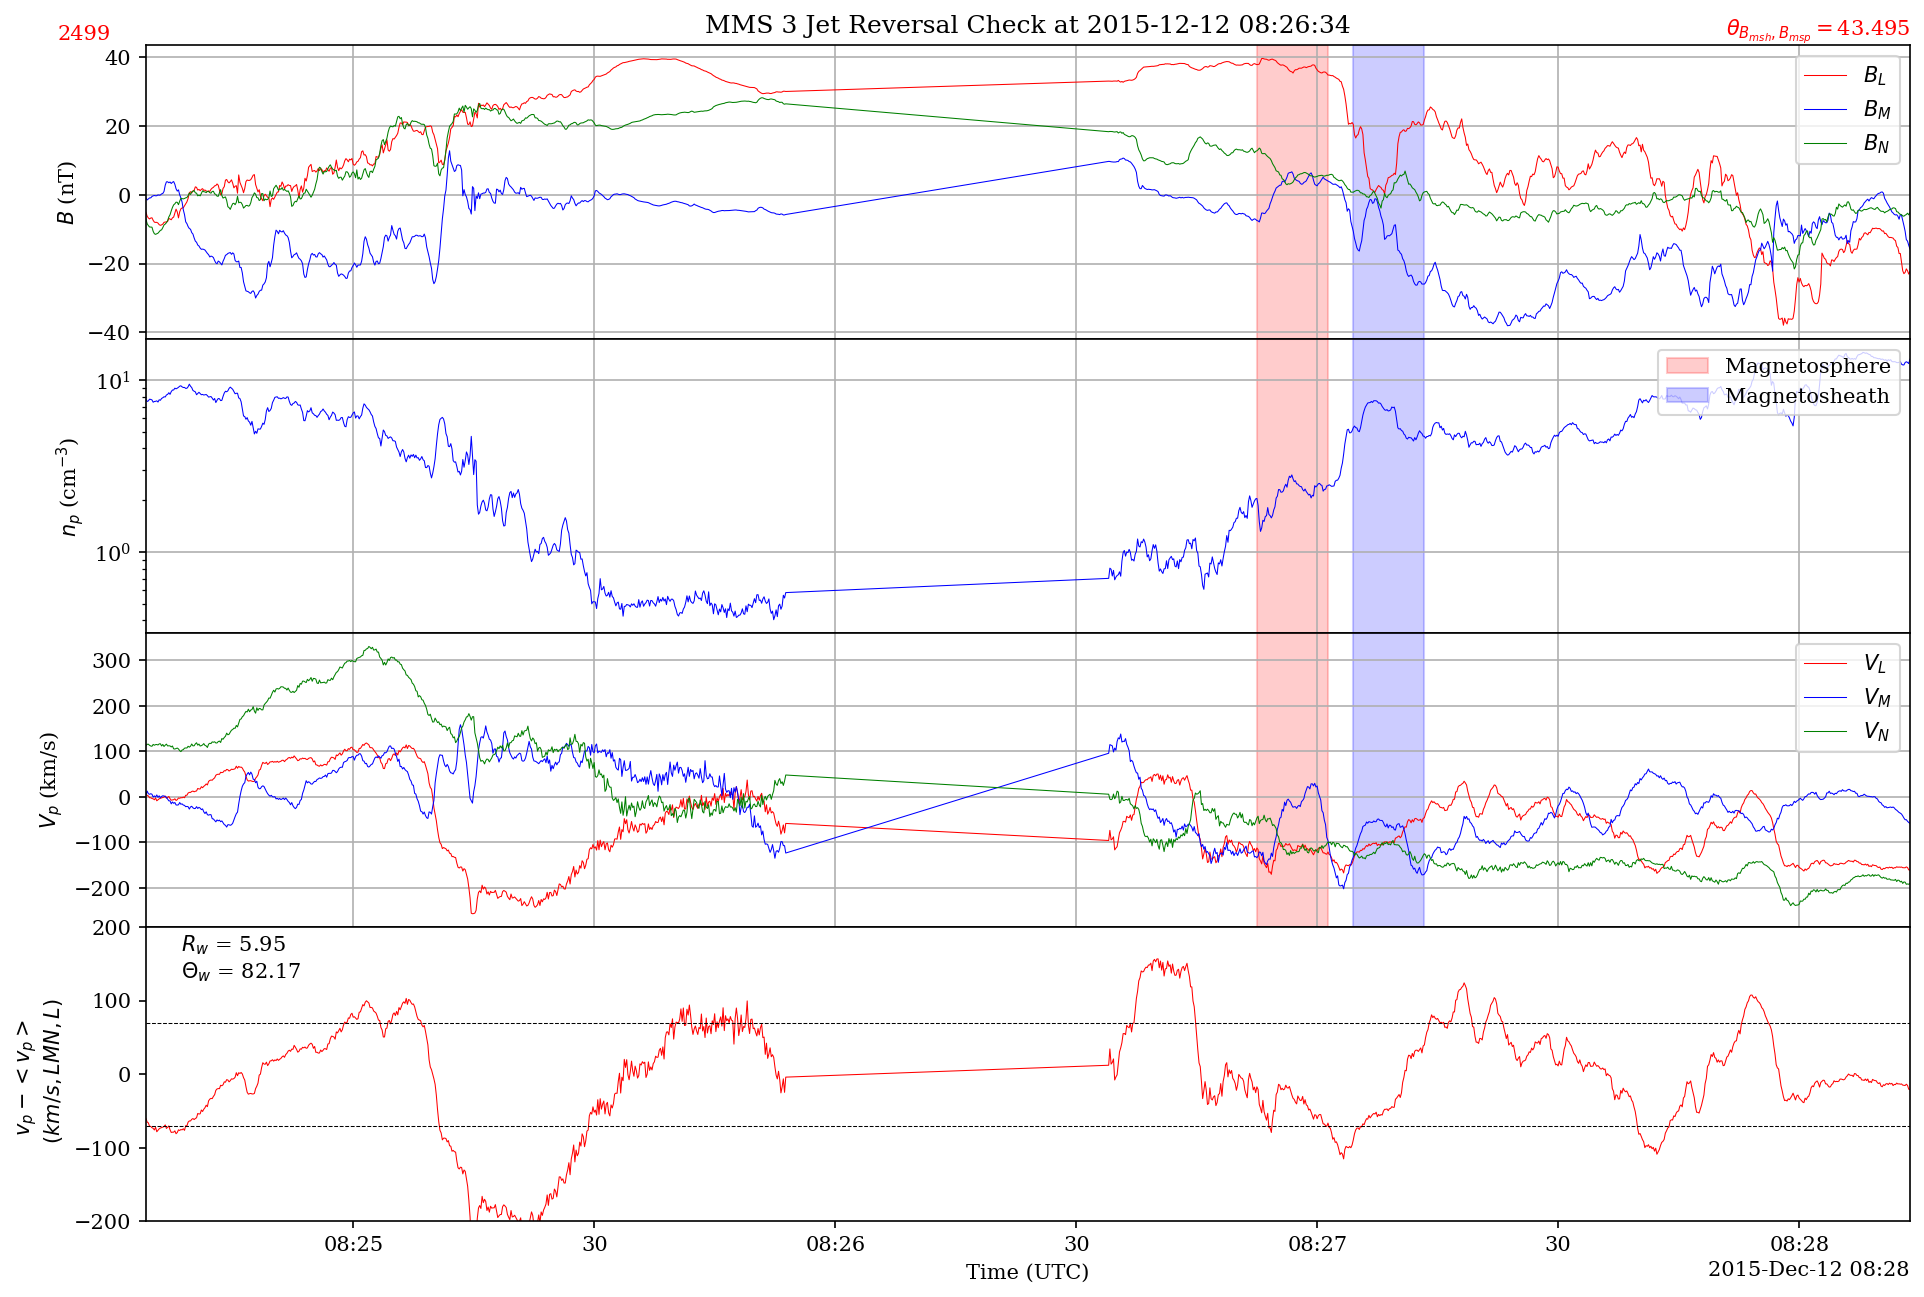 MMS 3 Jet Reversal Check at 2015-12-12 08:26:34
2499
θ_{B_{msh}, B_{msp}} = 43.495
40
20
0
−20
−40
B (nT)
B_L
B_M
B_N
10^1
10^0
n_p (cm^{−3})
Magnetosphere
Magnetosheath
300
200
100
0
−100
−200
V_p (km/s)
V_L
V_M
V_N
200
100
0
−100
−200
v_p − < v_p >
(km/s, LMN, L)
R_w = 5.95
Θ_w = 82.17
08:25
30
08:26
30
08:27
30
08:28
Time (UTC)
2015-Dec-12 08:28